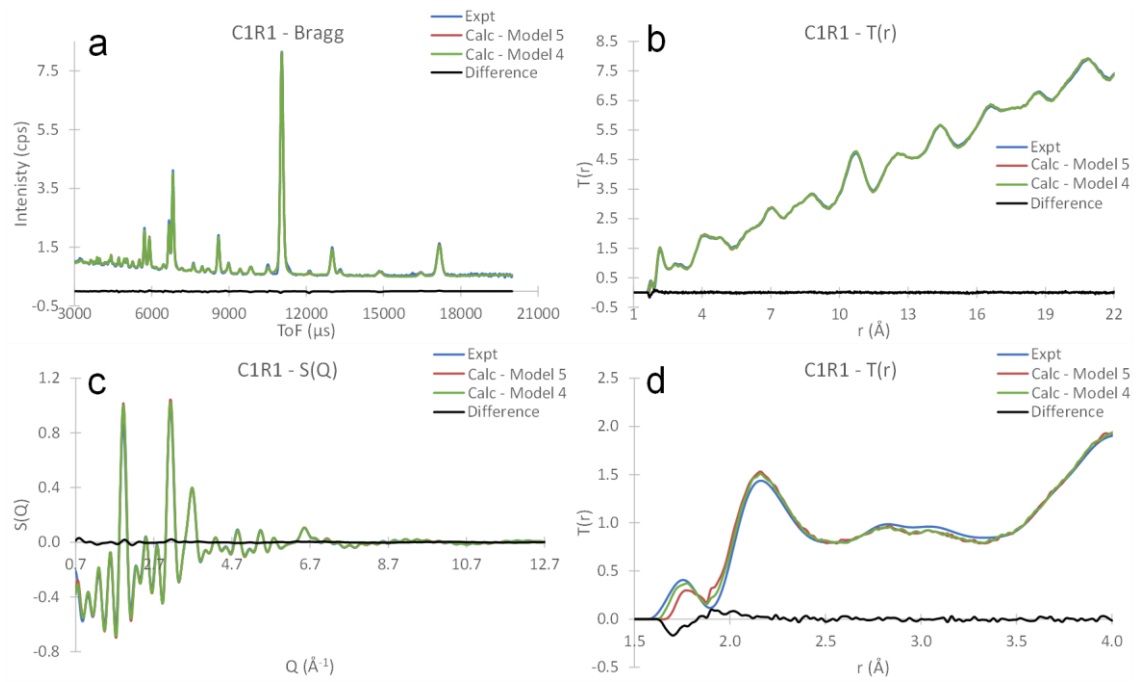 a
C1R1 - Bragg
Expt
Calc - Model 5
Calc - Model 4
Difference
7.5
5.5
3.5
1.5
-0.5
Intenisty (cps)
3000 6000 9000 12000 15000 18000 21000
ToF (µs)
b
C1R1 - T(r)
8.5
7.5
6.5
5.5
4.5
3.5
2.5
1.5
0.5
-0.5
T(r)
Expt
Calc - Model 5
Calc - Model 4
Difference
1 4 7 10 13 16 19 22
r (Å)
c
C1R1 - S(Q)
Expt
Calc - Model 5
Calc - Model 4
Difference
1.2
0.8
0.4
0.0
-0.4
-0.8
S(Q)
0.7 2.7 4.7 6.7 8.7 10.7 12.7
Q (Å⁻¹)
d
C1R1 - T(r)
Expt
Calc - Model 5
Calc - Model 4
Difference
2.5
2.0
1.5
1.0
0.5
0.0
-0.5
T(r)
1.5 2.0 2.5 3.0 3.5 4.0
r (Å)